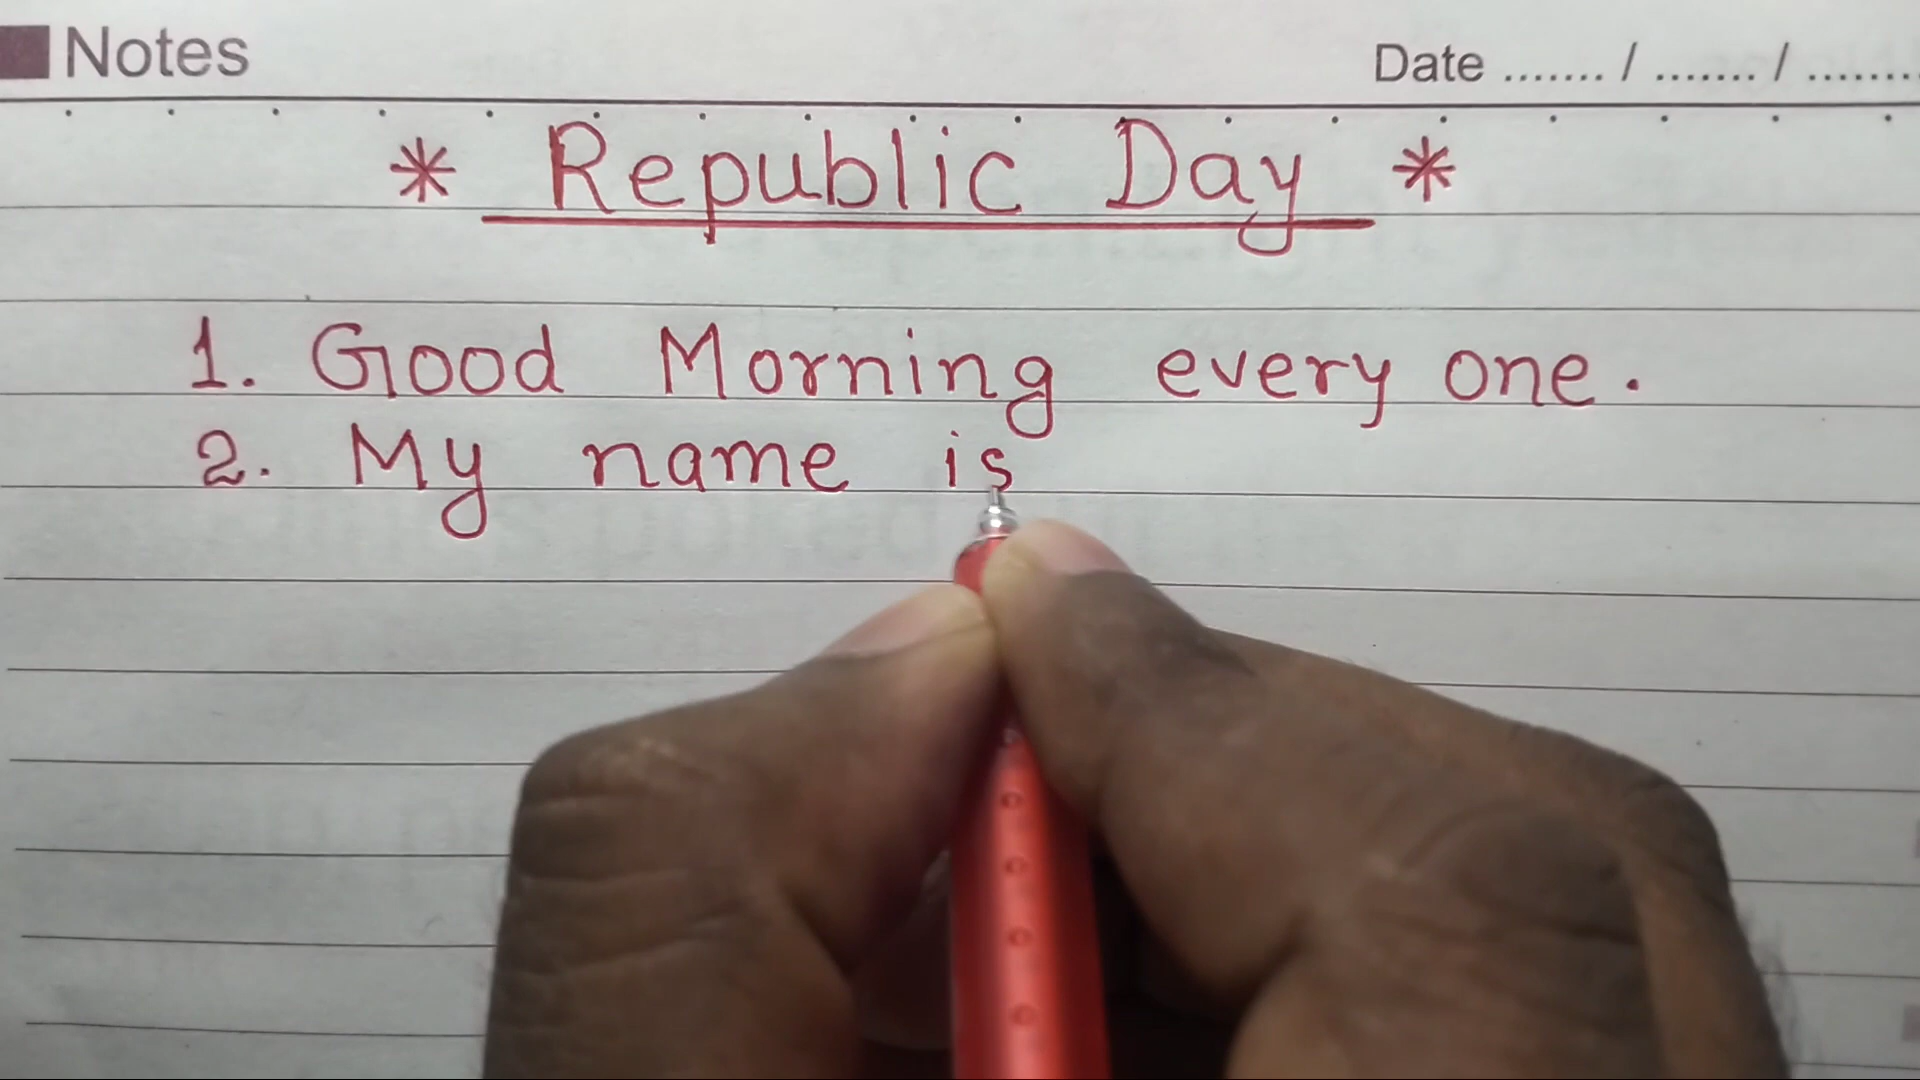 Notes Date ....... / ....... / ........
* Republic Day *
1. Good Morning every one.
2. My name is